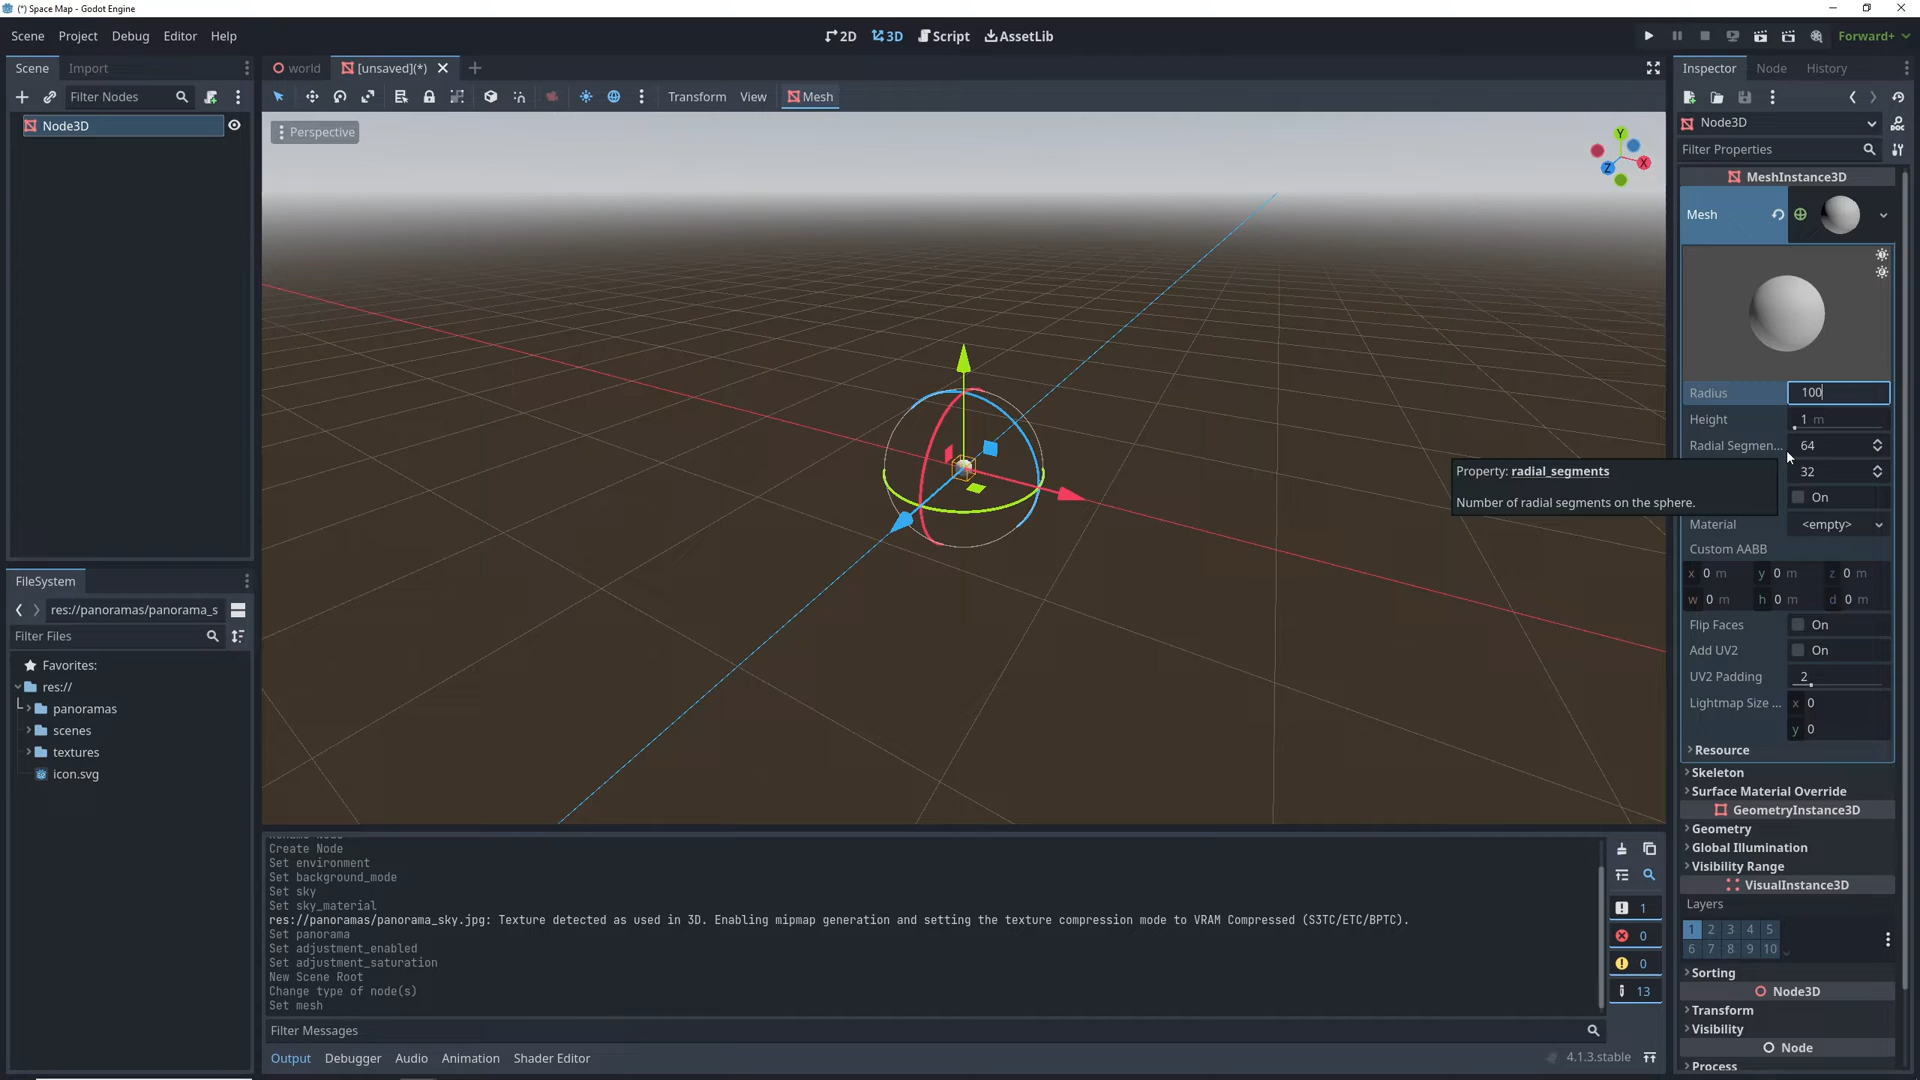 (*) Space Map - Godot Engine
Scene Project Debug Editor Help
2D 3D Script AssetLib
Forward+
Scene Import
world [unsaved](*)
Inspector Node History
Filter Nodes
Transform View Mesh
Node3D
Perspective
Y
X
Z
Node3D
Filter Properties
MeshInstance3D
Mesh
Radius 100
Height 1 m
Radial Segmen... 64
32
On
Property: radial_segments
Number of radial segments on the sphere.
Material <empty>
Custom AABB
x 0 m y 0 m z 0 m
w 0 m h 0 m d 0 m
Flip Faces On
Add UV2 On
UV2 Padding 2
Lightmap Size ... x 0
y 0
Resource
Skeleton
Surface Material Override
GeometryInstance3D
Geometry
Global Illumination
Visibility Range
VisualInstance3D
Layers
1 2 3 4 5
6 7 8 9 10
Sorting
Node3D
Transform
Visibility
Node
Process
FileSystem
res://panoramas/panorama_s
Filter Files
Favorites:
res://
panoramas
scenes
textures
icon.svg
Rename Node
Create Node
Set environment
Set background_mode
Set sky
Set sky_material
res://panoramas/panorama_sky.jpg: Texture detected as used in 3D. Enabling mipmap generation and setting the texture compression mode to VRAM Compressed (S3TC/ETC/BPTC).
Set panorama
Set adjustment_enabled
Set adjustment_saturation
New Scene Root
Change type of node(s)
Set mesh
1
0
0
13
Filter Messages
Output Debugger Audio Animation Shader Editor
4.1.3.stable